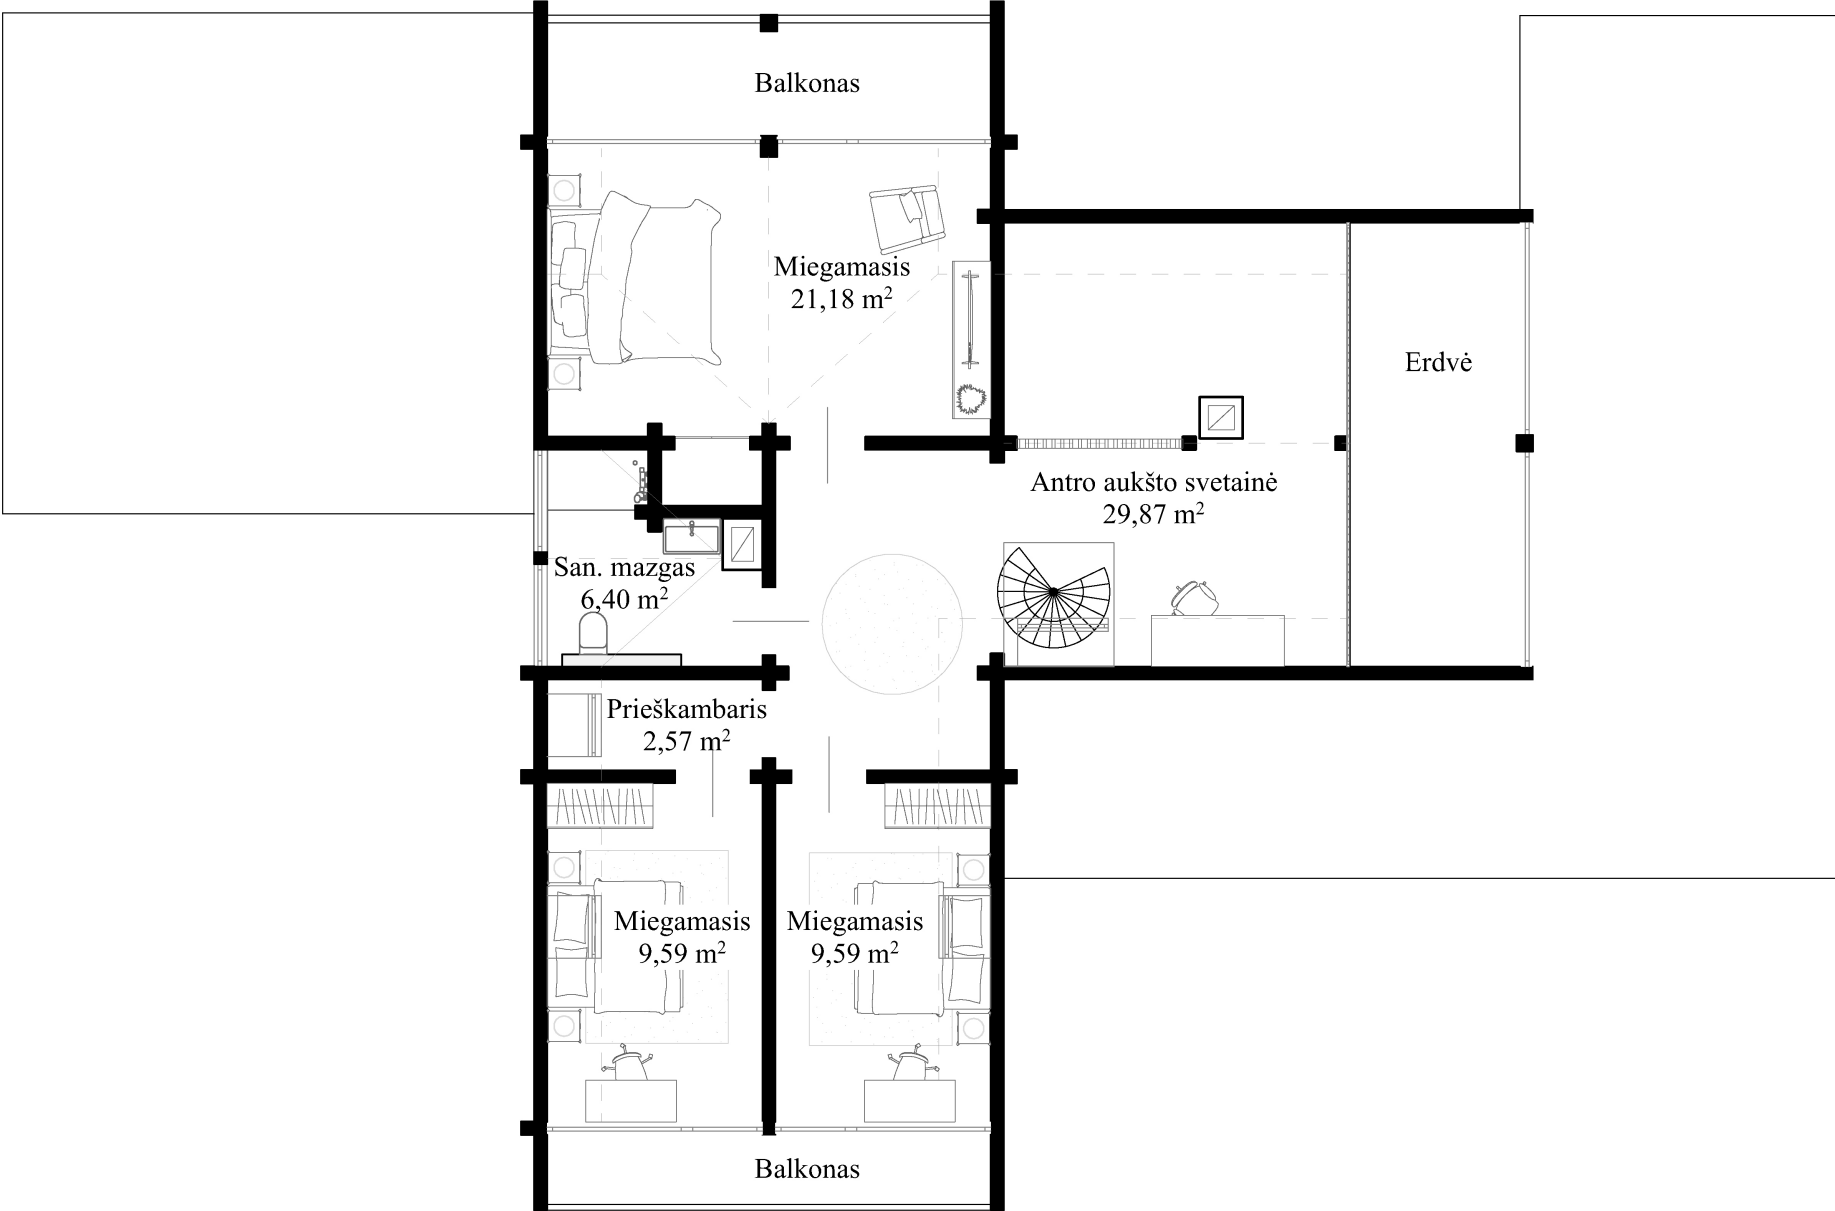 Balkonas
Miegamasis
21,18 m²
Erdvė
Antro aukšto svetainė
29,87 m²
San. mazgas
6,40 m²
Prieškambaris
2,57 m²
Miegamasis
9,59 m²
Miegamasis
9,59 m²
Balkonas